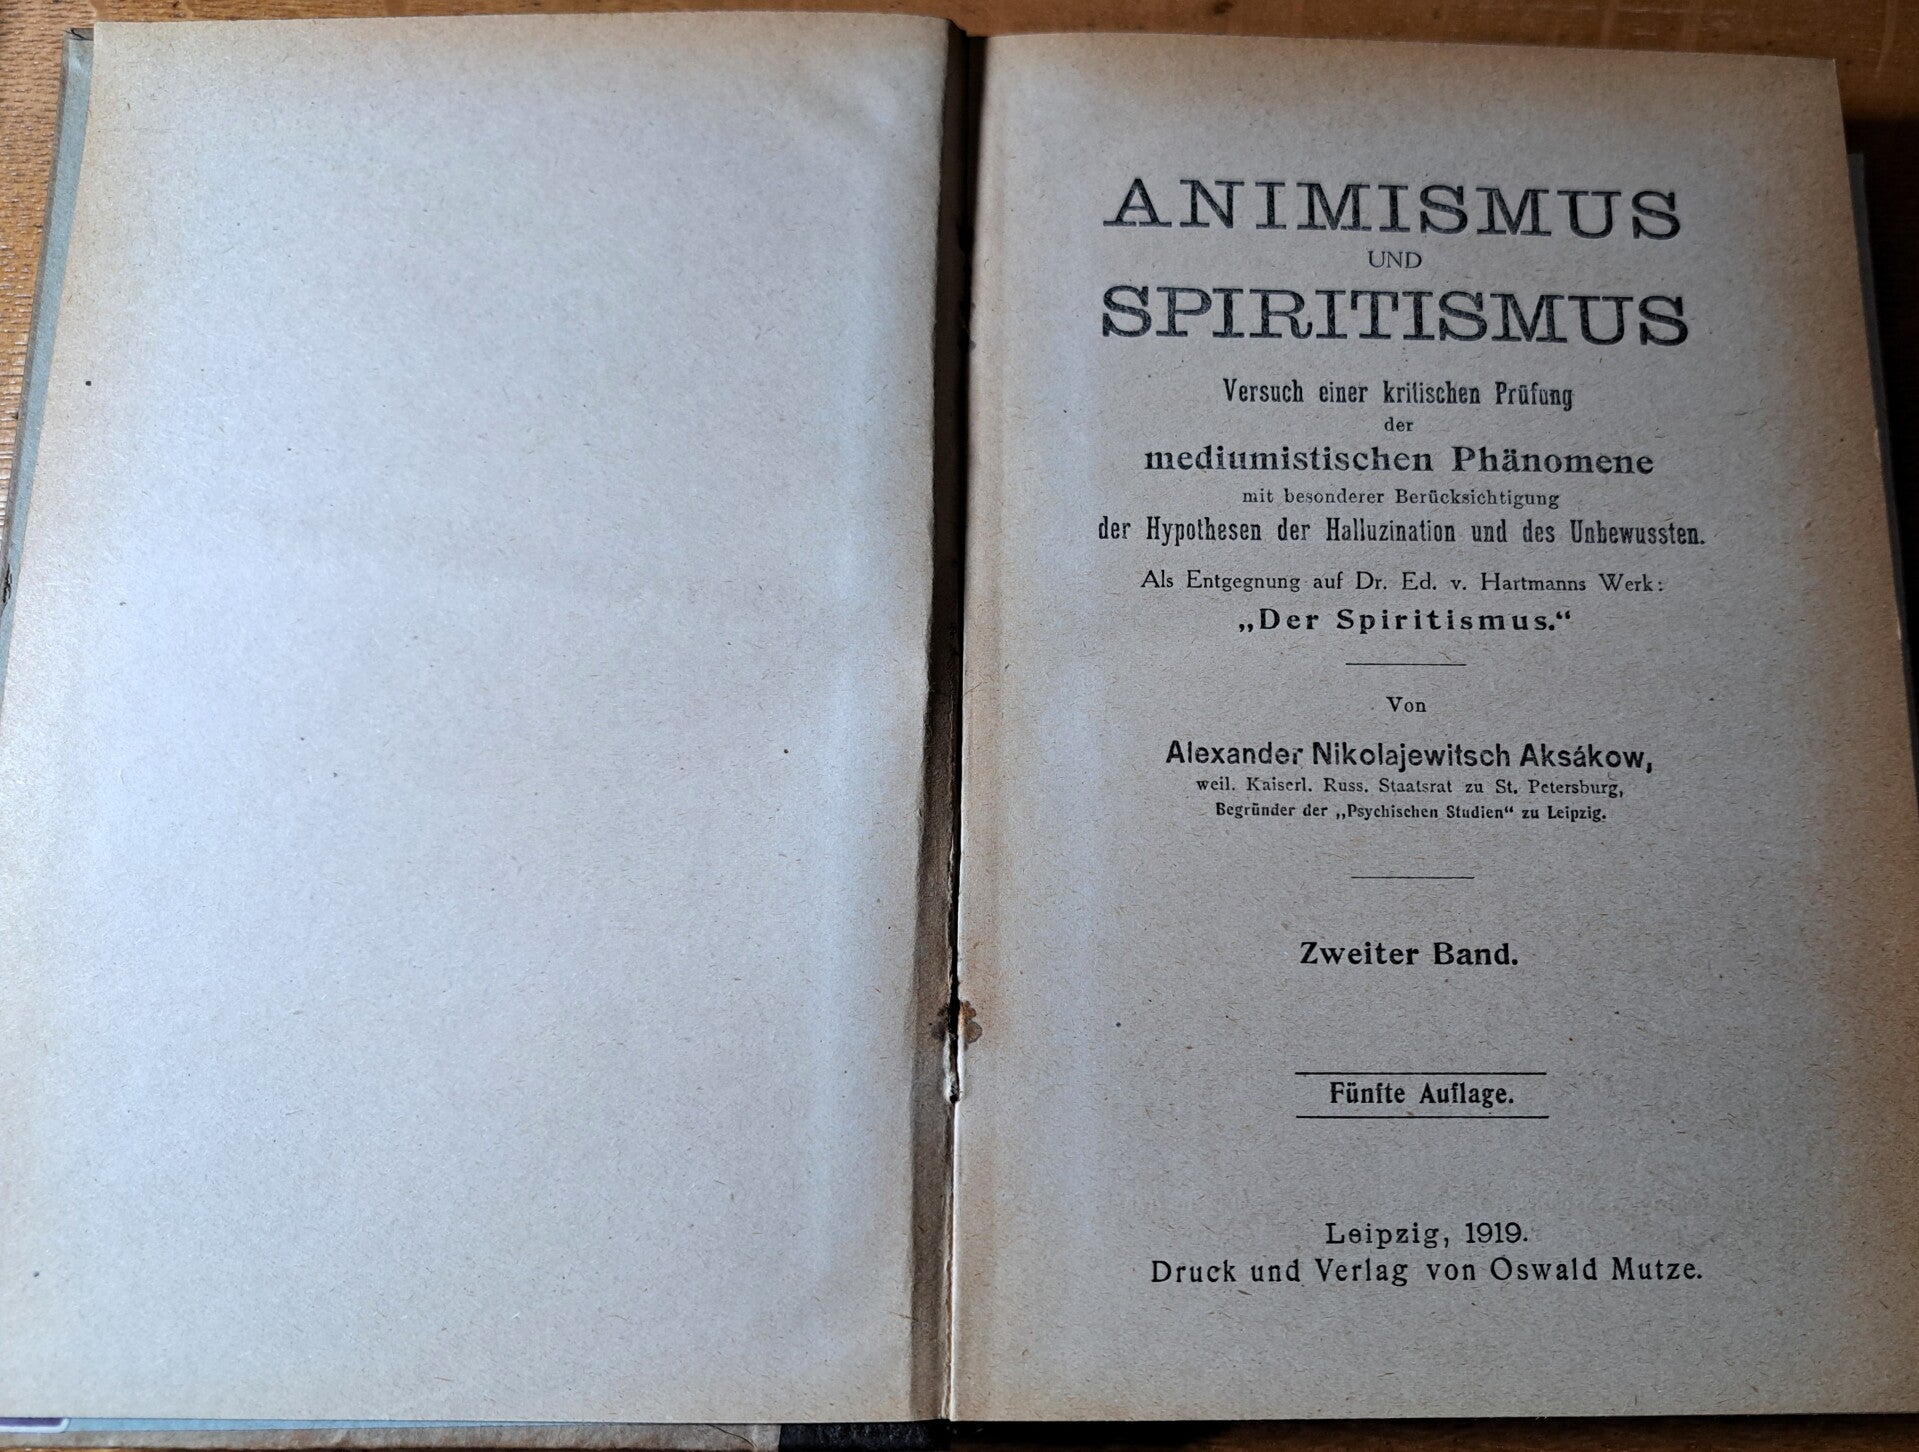 ANIMISMUS
UND
SPIRITISMUS
Versuch einer kritischen Prüfung
der
mediumistischen Phänomene
mit besonderer Berücksichtigung
der Hypothesen der Halluzination und des Unbewussten.
Als Entgegnung auf Dr. Ed. v. Hartmanns Werk:
„Der Spiritismus.“
Von
Alexander Nikolajewitsch Aksákow,
weil. Kaiserl. Russ. Staatsrat zu St. Petersburg,
Begründer der „Psychischen Studien“ zu Leipzig.
Zweiter Band.
Fünfte Auflage.
Leipzig, 1919.
Druck und Verlag von Oswald Mutze.